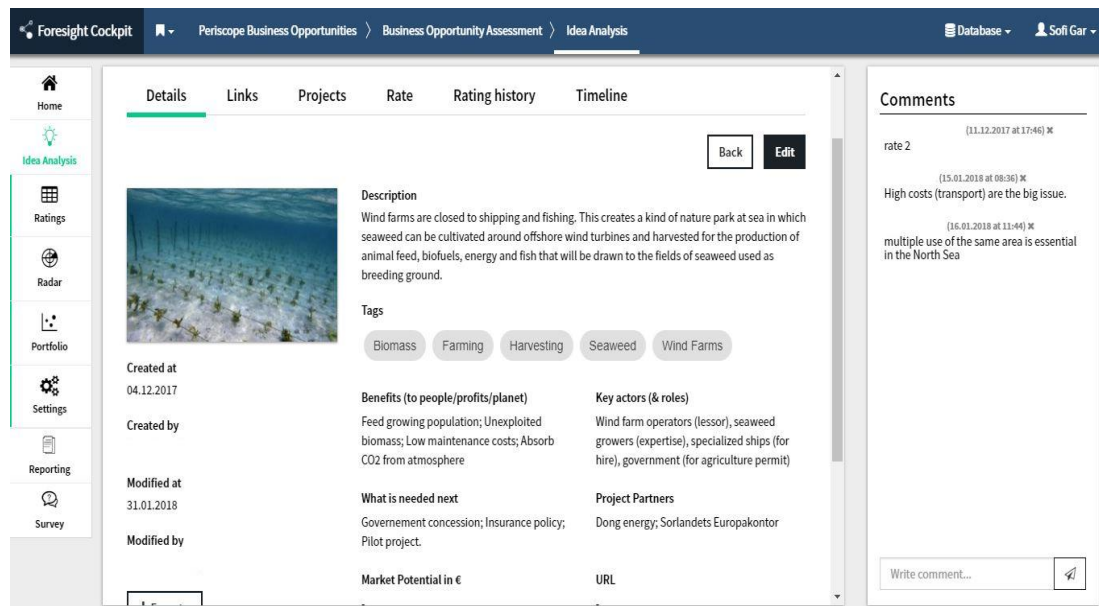 Foresight Cockpit
Periscope Business Opportunities 〉 Business Opportunity Assessment 〉 Idea Analysis
Database
Sofi Gar
Home
Idea Analysis
Ratings
Radar
Portfolio
Settings
Reporting
Survey
Details Links Projects Rate Rating history Timeline
Back Edit
Description
Wind farms are closed to shipping and fishing. This creates a kind of nature park at sea in which
seaweed can be cultivated around offshore wind turbines and harvested for the production of
animal feed, biofuels, energy and fish that will be drawn to the fields of seaweed used as
breeding ground.
Tags
Biomass Farming Harvesting Seaweed Wind Farms
Created at
04.12.2017
Created by
Modified at
31.01.2018
Modified by
Benefits (to people/profits/planet)
Feed growing population; Unexploited
biomass; Low maintenance costs; Absorb
CO2 from atmosphere
Key actors (& roles)
Wind farm operators (lessor), seaweed
growers (expertise), specialized ships (for
hire), government (for agriculture permit)
What is needed next
Governement concession; Insurance policy;
Pilot project.
Project Partners
Dong energy; Sorlandets Europakontor
Market Potential in €
-
URL
-
Comments
(11.12.2017 at 17:46) ✖
rate 2
(15.01.2018 at 08:36) ✖
High costs (transport) are the big issue.
(16.01.2018 at 11:44) ✖
multiple use of the same area is essential
in the North Sea
Write comment...